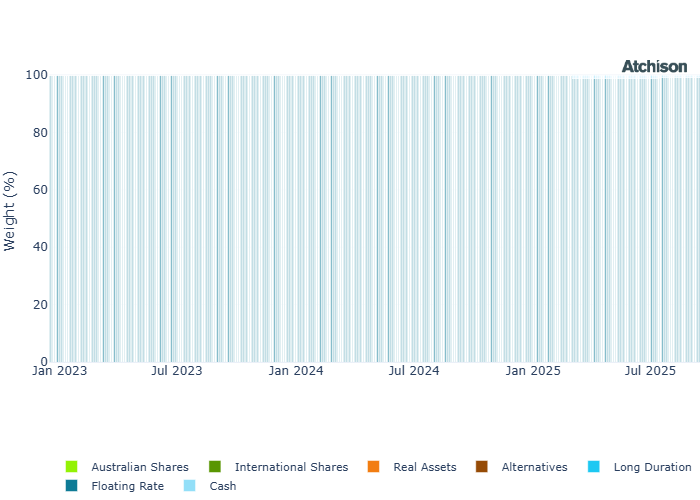 Atchison
100
80
60
40
20
0
Weight (%)
Jan 2023 Jul 2023 Jan 2024 Jul 2024 Jan 2025 Jul 2025
Australian Shares International Shares Real Assets Alternatives Long Duration
Floating Rate Cash